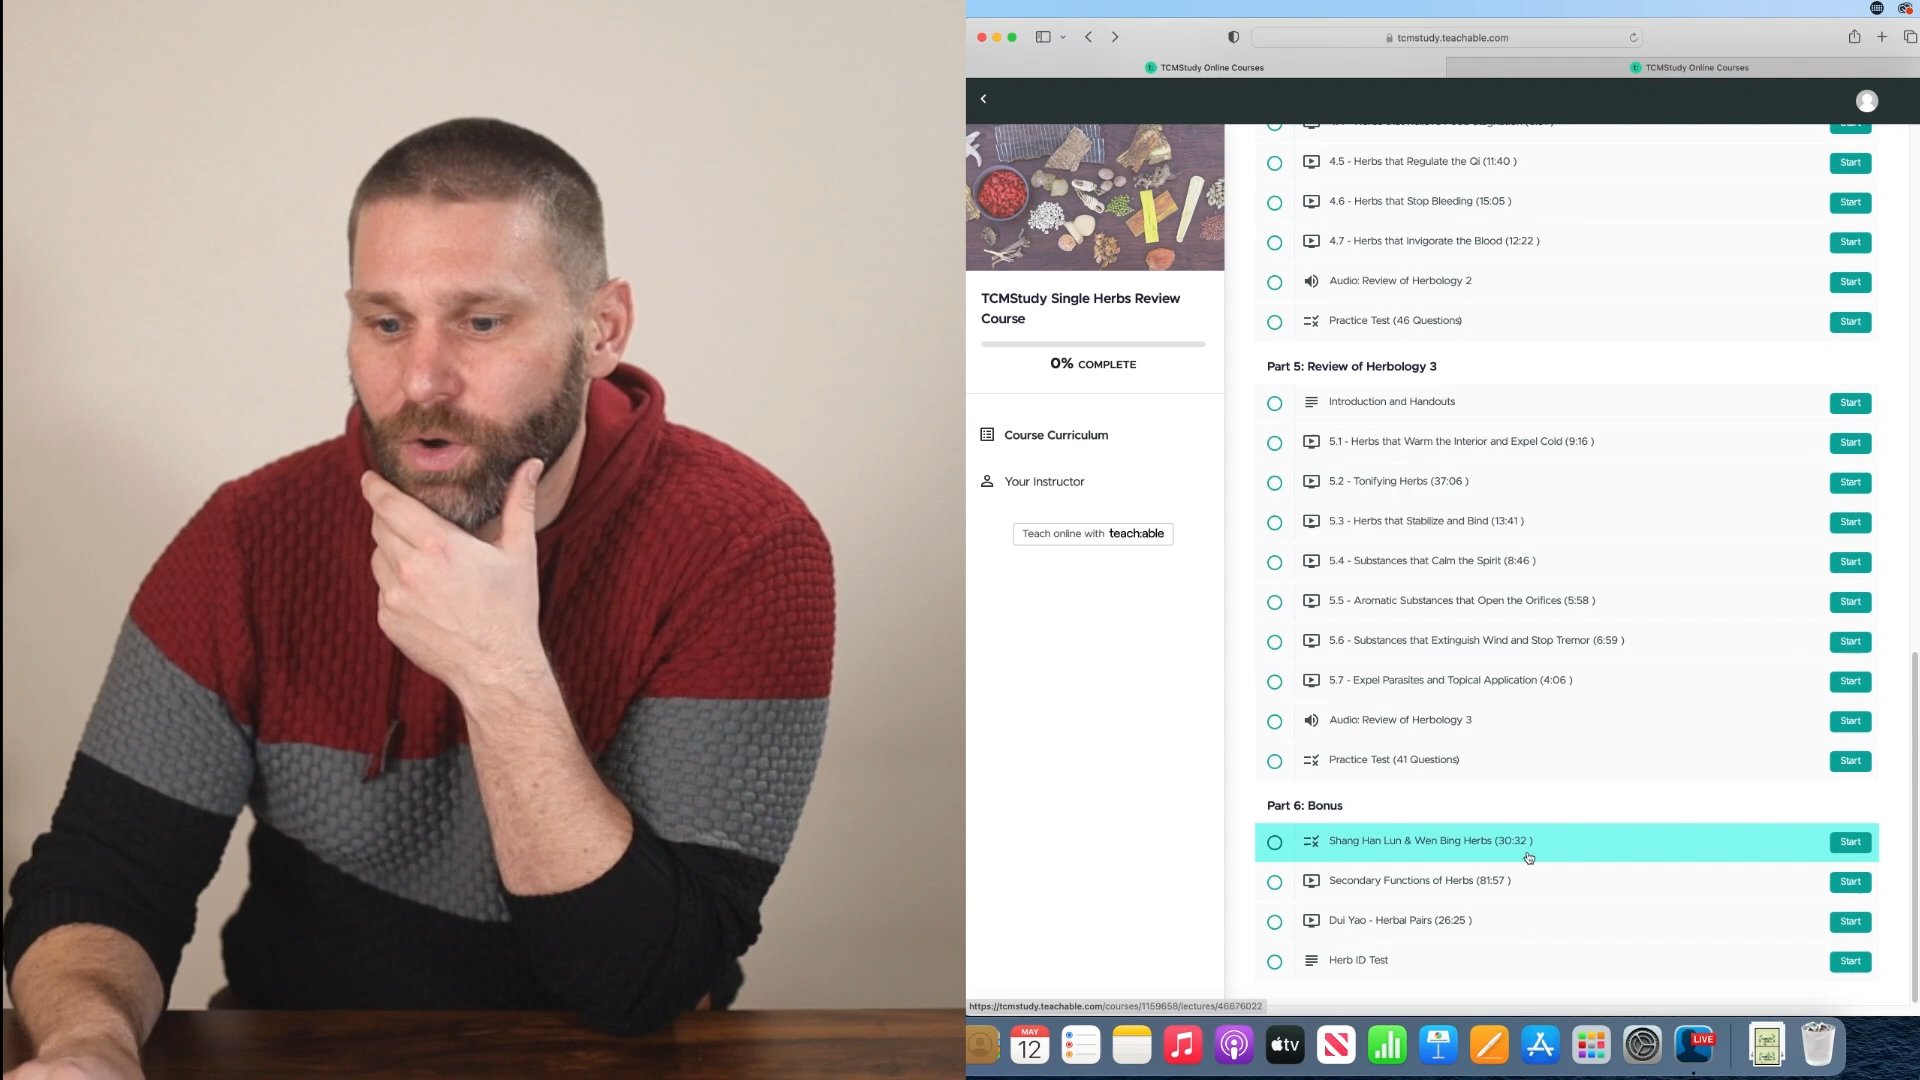 tcmstudy.teachable.com
TCMStudy Online Courses
TCMStudy Online Courses
4.5 - Herbs that Regulate the Qi (11:40 )
Start
4.6 - Herbs that Stop Bleeding (15:05 )
Start
4.7 - Herbs that Invigorate the Blood (12:22 )
Start
Audio: Review of Herbology 2
Start
Practice Test (46 Questions)
Start
TCMStudy Single Herbs Review
Course
0% COMPLETE
Course Curriculum
Your Instructor
Teach online with teach:able
Part 5: Review of Herbology 3
Introduction and Handouts
Start
5.1 - Herbs that Warm the Interior and Expel Cold (9:16 )
Start
5.2 - Tonifying Herbs (37:06 )
Start
5.3 - Herbs that Stabilize and Bind (13:41 )
Start
5.4 - Substances that Calm the Spirit (8:46 )
Start
5.5 - Aromatic Substances that Open the Orifices (5:58 )
Start
5.6 - Substances that Extinguish Wind and Stop Tremor (6:59 )
Start
5.7 - Expel Parasites and Topical Application (4:06 )
Start
Audio: Review of Herbology 3
Start
Practice Test (41 Questions)
Start
Part 6: Bonus
Shang Han Lun & Wen Bing Herbs (30:32 )
Start
Secondary Functions of Herbs (81:57 )
Start
Dui Yao - Herbal Pairs (26:25 )
Start
Herb ID Test
Start
https://tcmstudy.teachable.com/courses/1159658/lectures/46676022
MAY
12
tv
LIVE